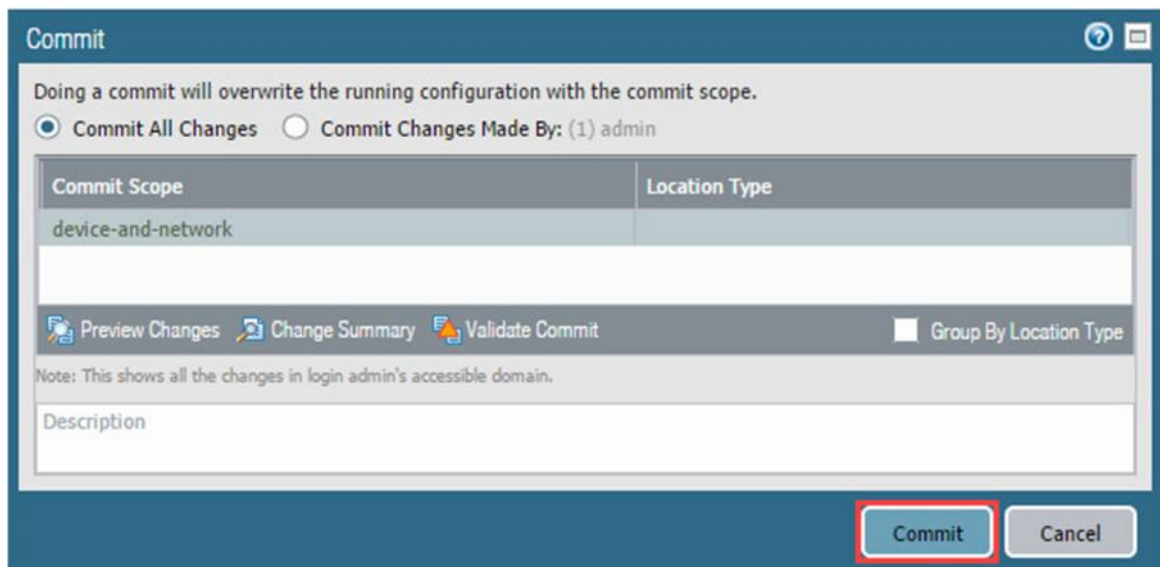 Commit
Doing a commit will overwrite the running configuration with the commit scope.
Commit All Changes Commit Changes Made By: (1) admin
Commit Scope Location Type
device-and-network
Preview Changes Change Summary Validate Commit Group By Location Type
Note: This shows all the changes in login admin's accessible domain.
Description
Commit Cancel